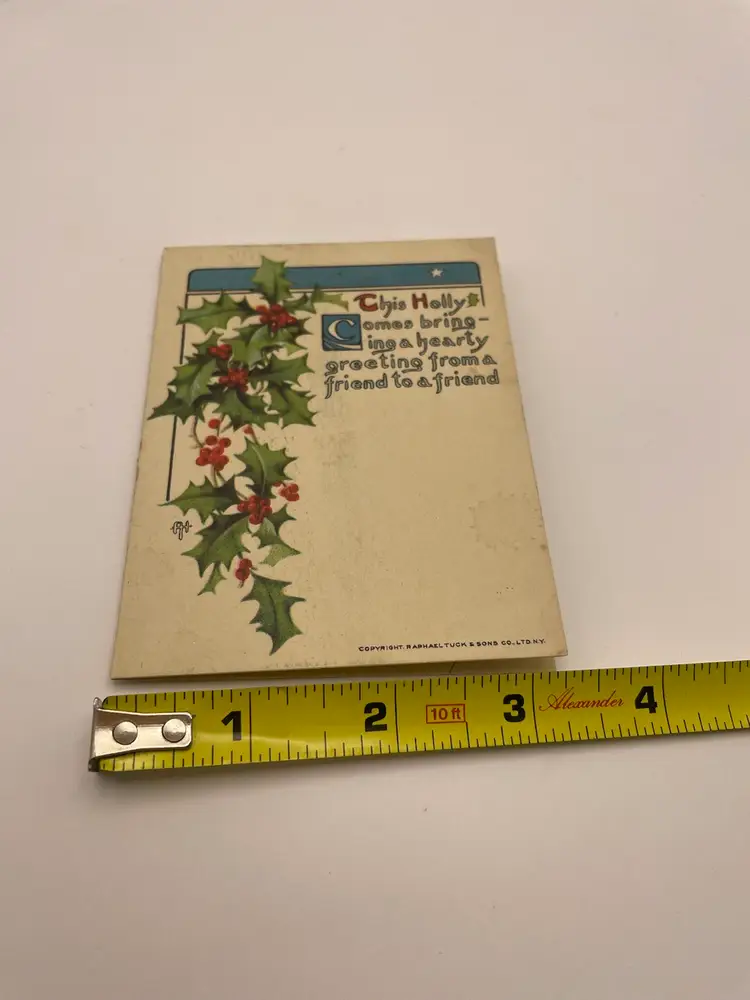 This Holly
Comes bring-
ing a hearty
greeting from a
friend to a friend
RH
COPYRIGHT. RAPHAEL TUCK & SONS CO., LTD. N.Y.
1 2 10 ft 3 Alexander 4